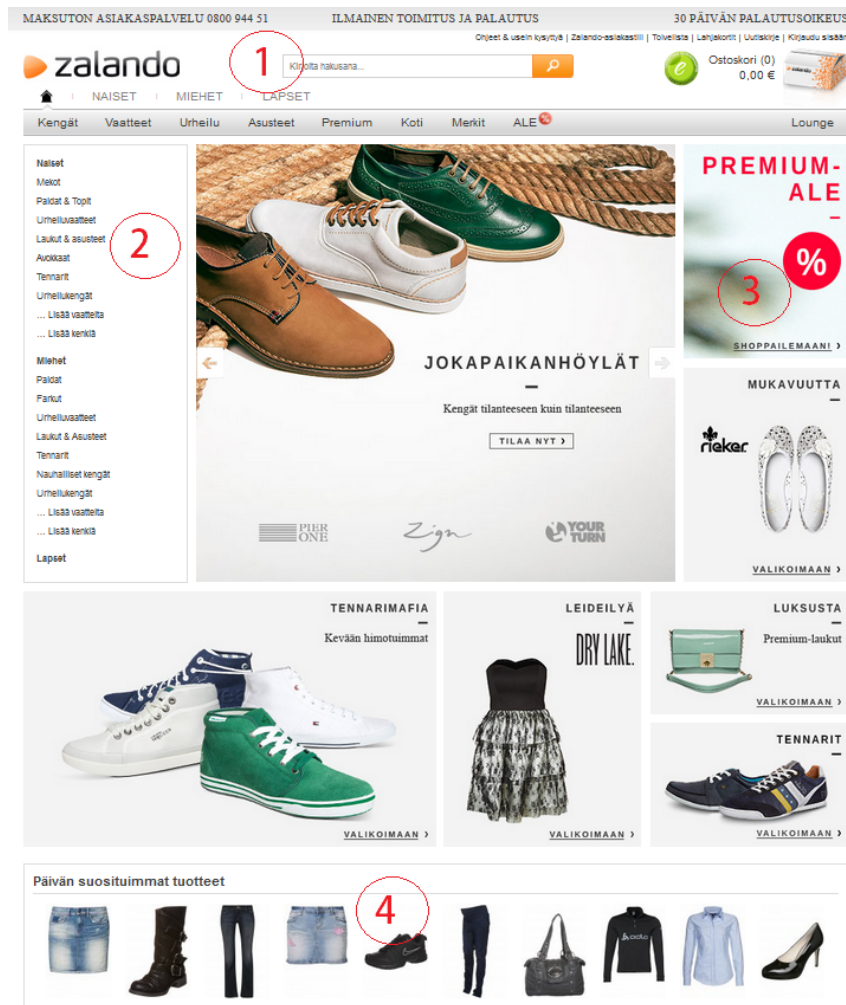 MAKSUTON ASIAKASPALVELU 0800 944 51 ILMAINEN TOIMITUS JA PALAUTUS 30 PÄIVÄN PALAUTUSOIKEUS
Ohjeet & usein kysyttyä | Zalando-asiakastili | Toivelista | Lahjakortit | Uutiskirje | Kirjaudu sisään
zalando
1
Kirjoita hakusana...
e
Ostoskori (0)
0,00 €
zalando
NAISET MIEHET LAPSET
Kengät Vaatteet Urheilu Asusteet Premium Koti Merkit ALE % Lounge
Naiset
Mekot
Paidat & Topit
Urheiluvaatteet
Laukut & asusteet
Avokkaat
Tennarit
Urheilukengät
... Lisää vaatteita
... Lisää kenkiä
2
Miehet
Paidat
Farkut
Urheiluvaatteet
Laukut & Asusteet
Tennarit
Nauhalliset kengät
Urheilukengät
... Lisää vaatteita
... Lisää kenkiä
Lapset
JOKAPAIKANHÖYLÄT
Kengät tilanteeseen kuin tilanteeseen
TILAA NYT
PIER
ONE
Zign
YOUR
TURN
PREMIUM-
ALE
%
3
SHOPPAILEMAAN!
MUKAVUUTTA
rieker
VALIKOIMAAN
TENNARIMAFIA
Kevään himotuimmat
VALIKOIMAAN
LEIDEILYÄ
DRY LAKE.
VALIKOIMAAN
LUKSUSTA
Premium-laukut
VALIKOIMAAN
TENNARIT
VALIKOIMAAN
Päivän suosituimmat tuotteet
4